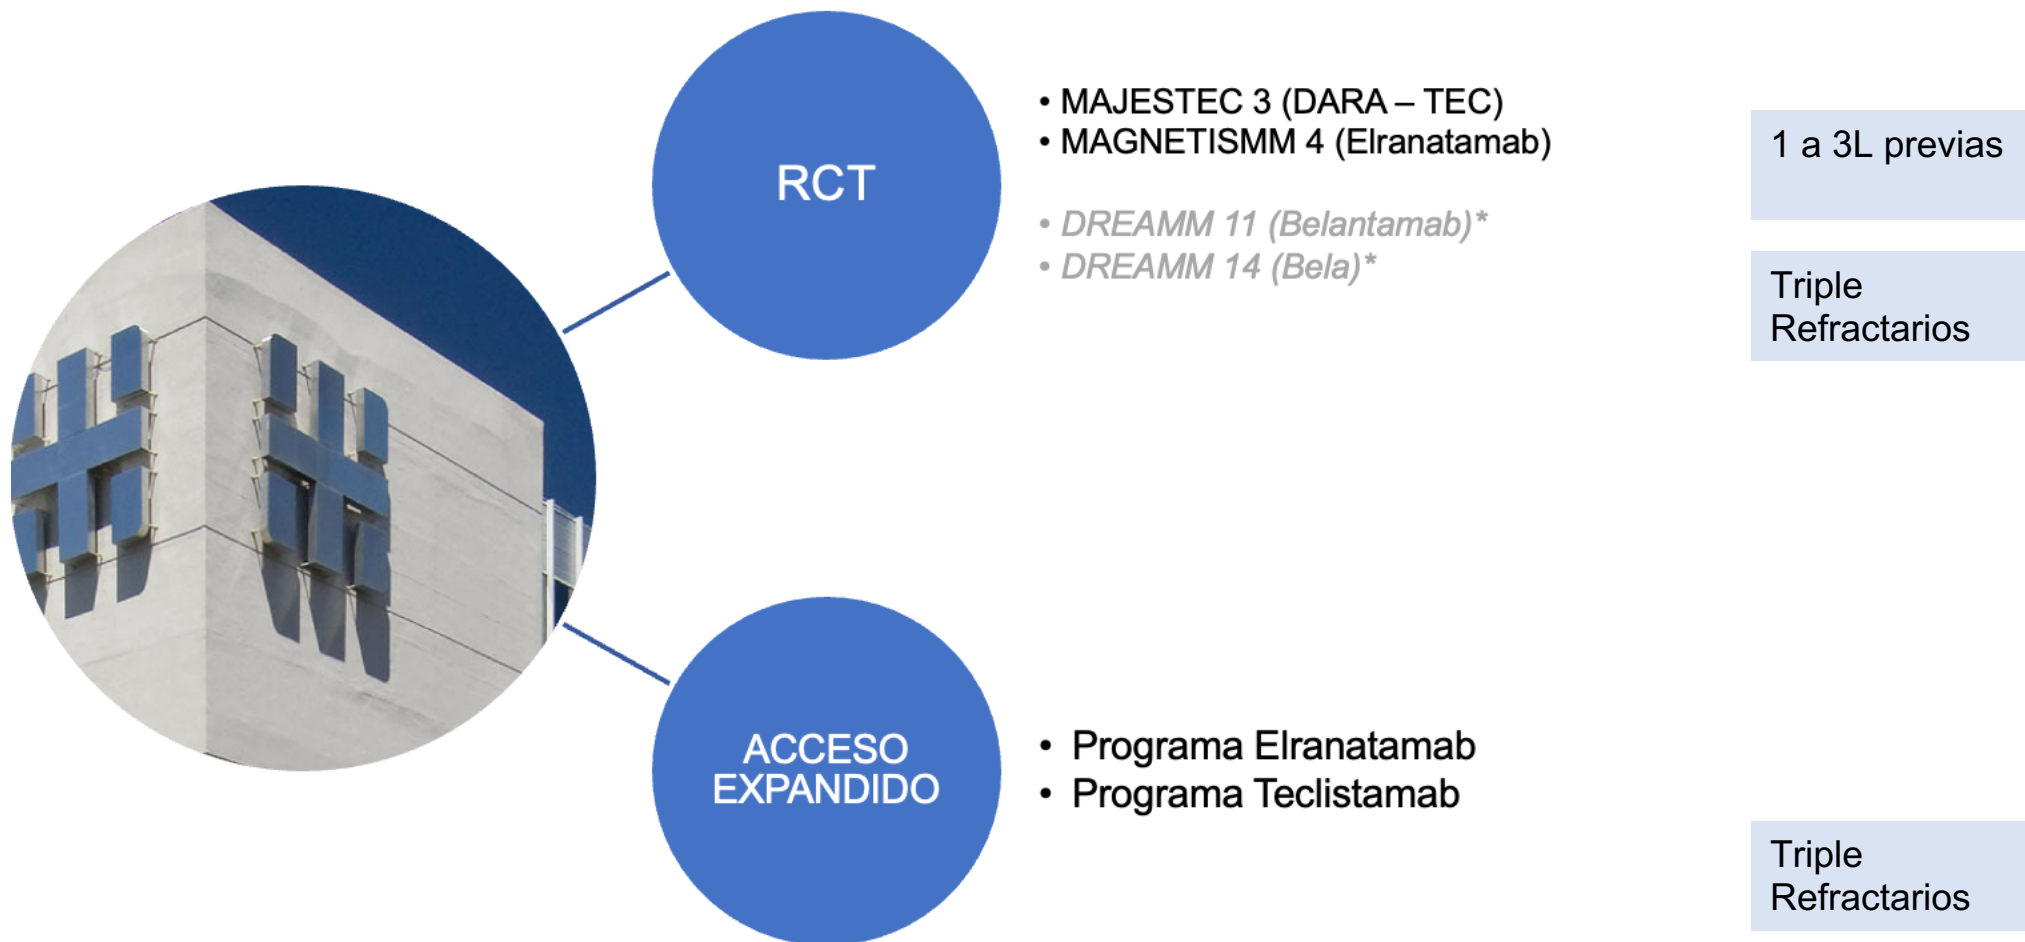 RCT
• MAJESTEC 3 (DARA – TEC)
• MAGNETISMM 4 (Elranatamab)
• DREAMM 11 (Belantamab)*
• DREAMM 14 (Bela)*
1 a 3L previas
Triple
Refractarios
ACCESO
EXPANDIDO
• Programa Elranatamab
• Programa Teclistamab
Triple
Refractarios